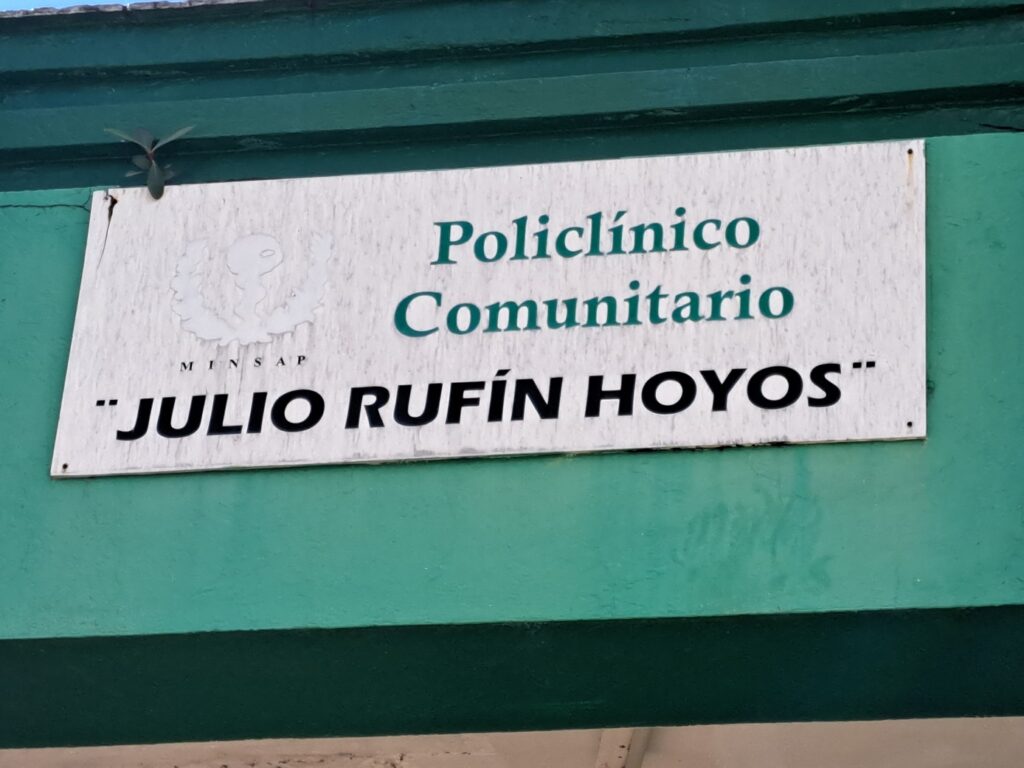 Policlínico
Comunitario
MINSAP
¨JULIO RUFÍN HOYOS¨